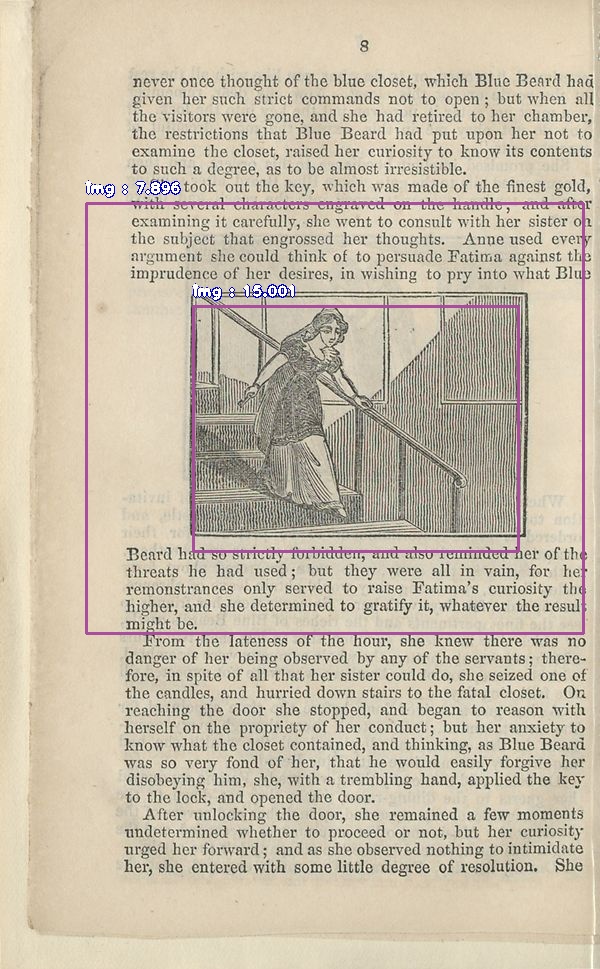 8
never once thought of the blue closet, which Blue Beard had
given her such strict commands not to open; but when all
the visitors were gone, and she had retired to her chamber,
the restrictions that Blue Beard had put upon her not to
examine the closet, raised her curiosity to know its contents
to such a degree, as to be almost irresistible.
img : 7.896
took out the key, which was made of the finest gold,
with several characters engraved on the handle, and after
examining it carefully, she went to consult with her sister on
the subject that engrossed her thoughts. Anne used every
argument she could think of to persuade Fatima against the
imprudence of her desires, in wishing to pry into what Blue
img : 15.001
Beard had so strictly forbidden, and also reminded her of the
threats he had used; but they were all in vain, for her
remonstrances only served to raise Fatima's curiosity the
higher, and she determined to gratify it, whatever the result
might be.
From the lateness of the hour, she knew there was no
danger of her being observed by any of the servants; there-
fore, in spite of all that her sister could do, she seized one of
the candles, and hurried down stairs to the fatal closet. On
reaching the door she stopped, and began to reason with
herself on the propriety of her conduct; but her anxiety to
know what the closet contained, and thinking, as Blue Beard
was so very fond of her, that he would easily forgive her
disobeying him, she, with a trembling hand, applied the key
to the lock, and opened the door.
After unlocking the door, she remained a few moments
undetermined whether to proceed or not, but her curiosity
urged her forward; and as she observed nothing to intimidate
her, she entered with some little degree of resolution. She